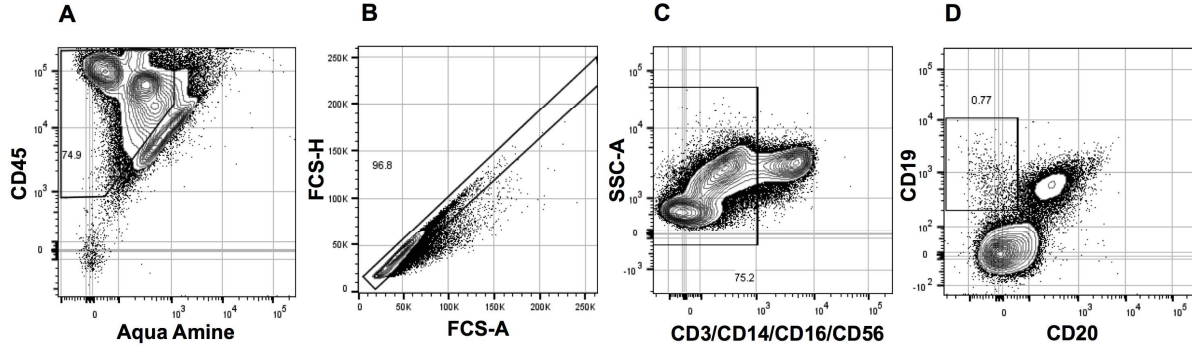 A
CD45
10^5
10^4
10^3
0
74.9
0
10^3
10^4
10^5
Aqua Amine
B
FCS-H
250K
200K
150K
100K
50K
0
96.8
0
50K
100K
150K
200K
250K
FCS-A
C
SSC-A
10^5
10^4
10^3
0
-10^3
75.2
0
10^3
10^4
10^5
CD3/CD14/CD16/CD56
D
CD19
10^5
10^4
10^3
10^2
0
-10^2
0.77
0
10^3
10^4
10^5
CD20